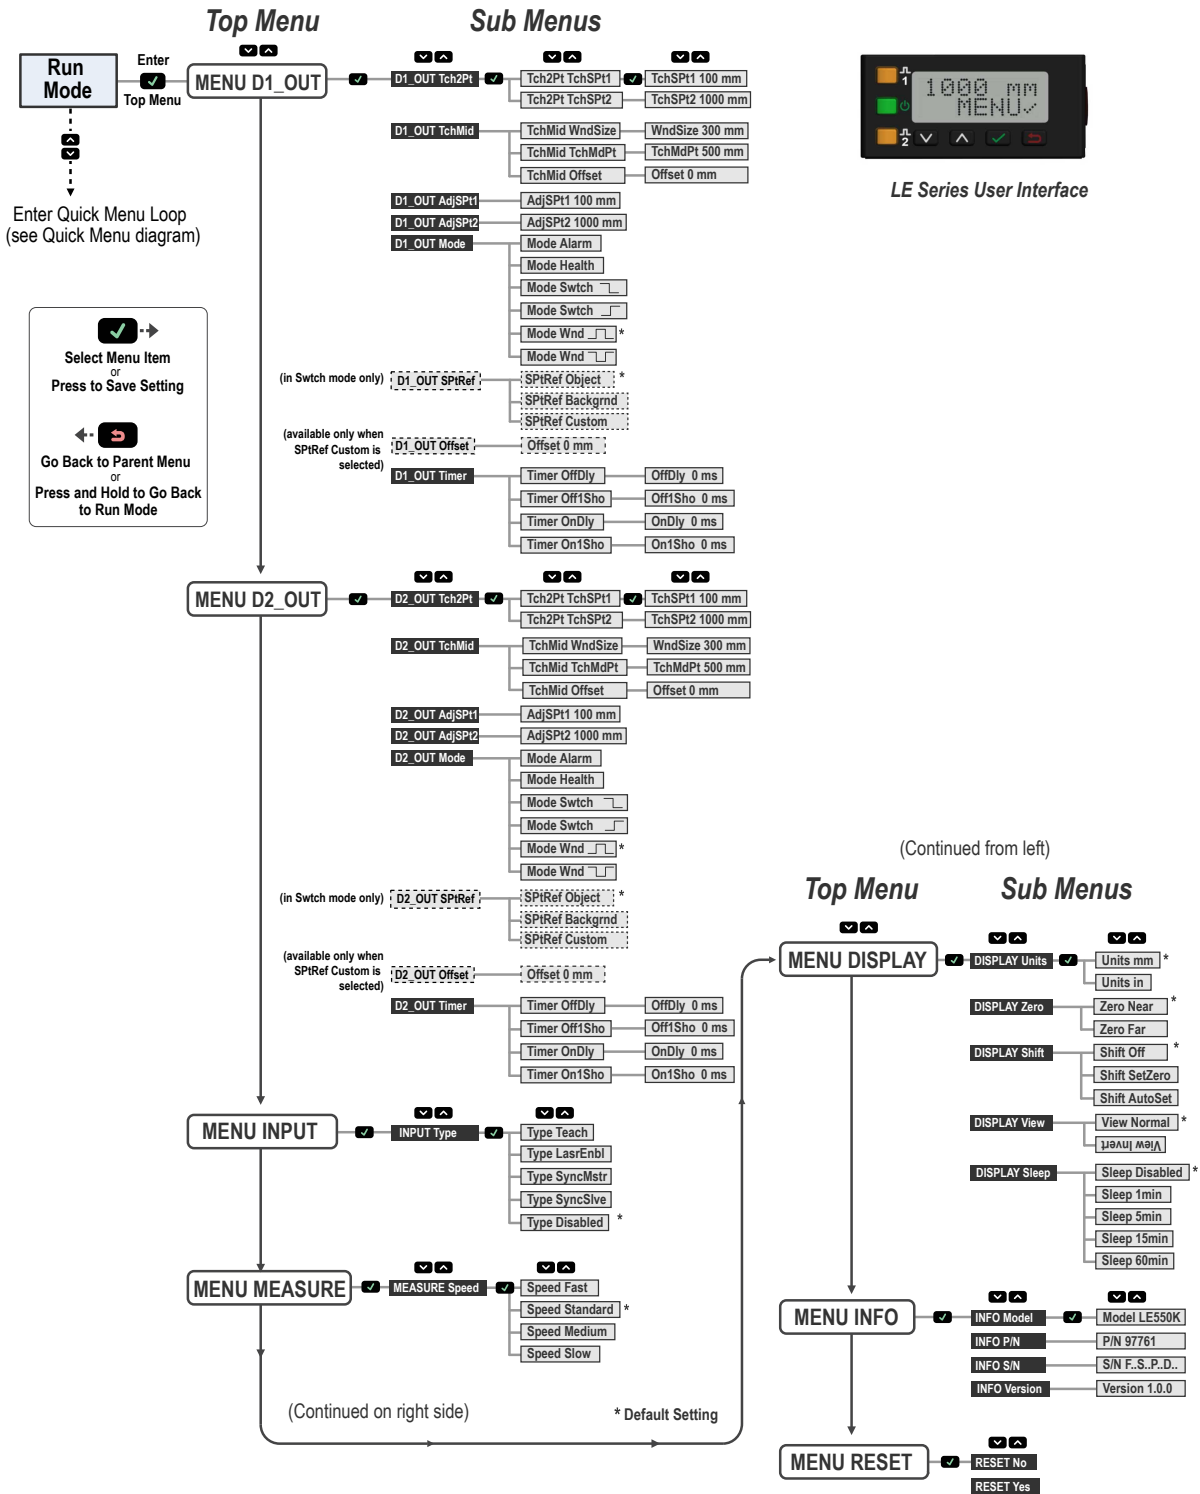 Top Menu
Sub Menus
Run
Mode
Enter
Top Menu
Enter Quick Menu Loop
(see Quick Menu diagram)
Select Menu Item
or
Press to Save Setting
Go Back to Parent Menu
or
Press and Hold to Go Back
to Run Mode
1
2
1000 mm
MENU✓
LE Series User Interface
MENU D1_OUT
D1_OUT Tch2Pt
Tch2Pt TchSPt1
TchSPt1 100 mm
Tch2Pt TchSPt2
TchSPt2 1000 mm
D1_OUT TchMid
TchMid WndSize
WndSize 300 mm
TchMid TchMdPt
TchMdPt 500 mm
TchMid Offset
Offset 0 mm
D1_OUT AdjSPt1
AdjSPt1 100 mm
D1_OUT AdjSPt2
AdjSPt2 1000 mm
D1_OUT Mode
Mode Alarm
Mode Health
Mode Swtch
Mode Swtch
Mode Wnd *
Mode Wnd
(in Swtch mode only)
D1_OUT SPtRef
SPtRef Object *
SPtRef Backgrnd
SPtRef Custom
(available only when
SPtRef Custom is
selected)
D1_OUT Offset
Offset 0 mm
D1_OUT Timer
Timer OffDly
OffDly 0 ms
Timer Off1Sho
Off1Sho 0 ms
Timer OnDly
OnDly 0 ms
Timer On1Sho
On1Sho 0 ms
MENU D2_OUT
D2_OUT Tch2Pt
Tch2Pt TchSPt1
TchSPt1 100 mm
Tch2Pt TchSPt2
TchSPt2 1000 mm
D2_OUT TchMid
TchMid WndSize
WndSize 300 mm
TchMid TchMdPt
TchMdPt 500 mm
TchMid Offset
Offset 0 mm
D2_OUT AdjSPt1
AdjSPt1 100 mm
D2_OUT AdjSPt2
AdjSPt2 1000 mm
D2_OUT Mode
Mode Alarm
Mode Health
Mode Swtch
Mode Swtch
Mode Wnd *
Mode Wnd
(in Swtch mode only)
D2_OUT SPtRef
SPtRef Object *
SPtRef Backgrnd
SPtRef Custom
(available only when
SPtRef Custom is
selected)
D2_OUT Offset
Offset 0 mm
D2_OUT Timer
Timer OffDly
OffDly 0 ms
Timer Off1Sho
Off1Sho 0 ms
Timer OnDly
OnDly 0 ms
Timer On1Sho
On1Sho 0 ms
MENU INPUT
INPUT Type
Type Teach
Type LasrEnbl
Type SyncMstr
Type SyncSlve
Type Disabled *
MENU MEASURE
MEASURE Speed
Speed Fast
Speed Standard *
Speed Medium
Speed Slow
(Continued on right side)
* Default Setting
(Continued from left)
Top Menu
Sub Menus
MENU DISPLAY
DISPLAY Units
Units mm *
Units in
DISPLAY Zero
Zero Near *
Zero Far
DISPLAY Shift
Shift Off *
Shift SetZero
Shift AutoSet
DISPLAY View
View Normal *
View Invert
DISPLAY Sleep
Sleep Disabled *
Sleep 1min
Sleep 5min
Sleep 15min
Sleep 60min
MENU INFO
INFO Model
Model LE550K
INFO P/N
P/N 97761
INFO S/N
S/N F..S..P..D..
INFO Version
Version 1.0.0
MENU RESET
RESET No
RESET Yes